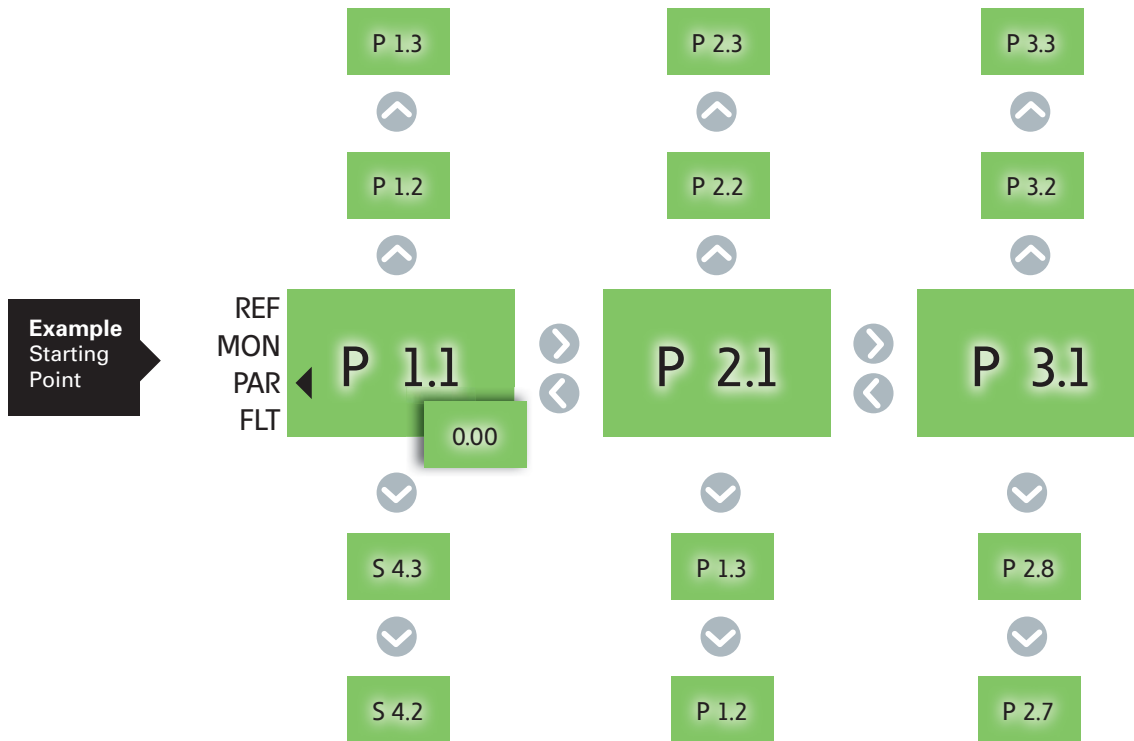 P 1.3
P 2.3
P 3.3
P 1.2
P 2.2
P 3.2
Example
Starting
Point
REF
MON
PAR
FLT
P 1.1
0.00
P 2.1
P 3.1
S 4.3
P 1.3
P 2.8
S 4.2
P 1.2
P 2.7